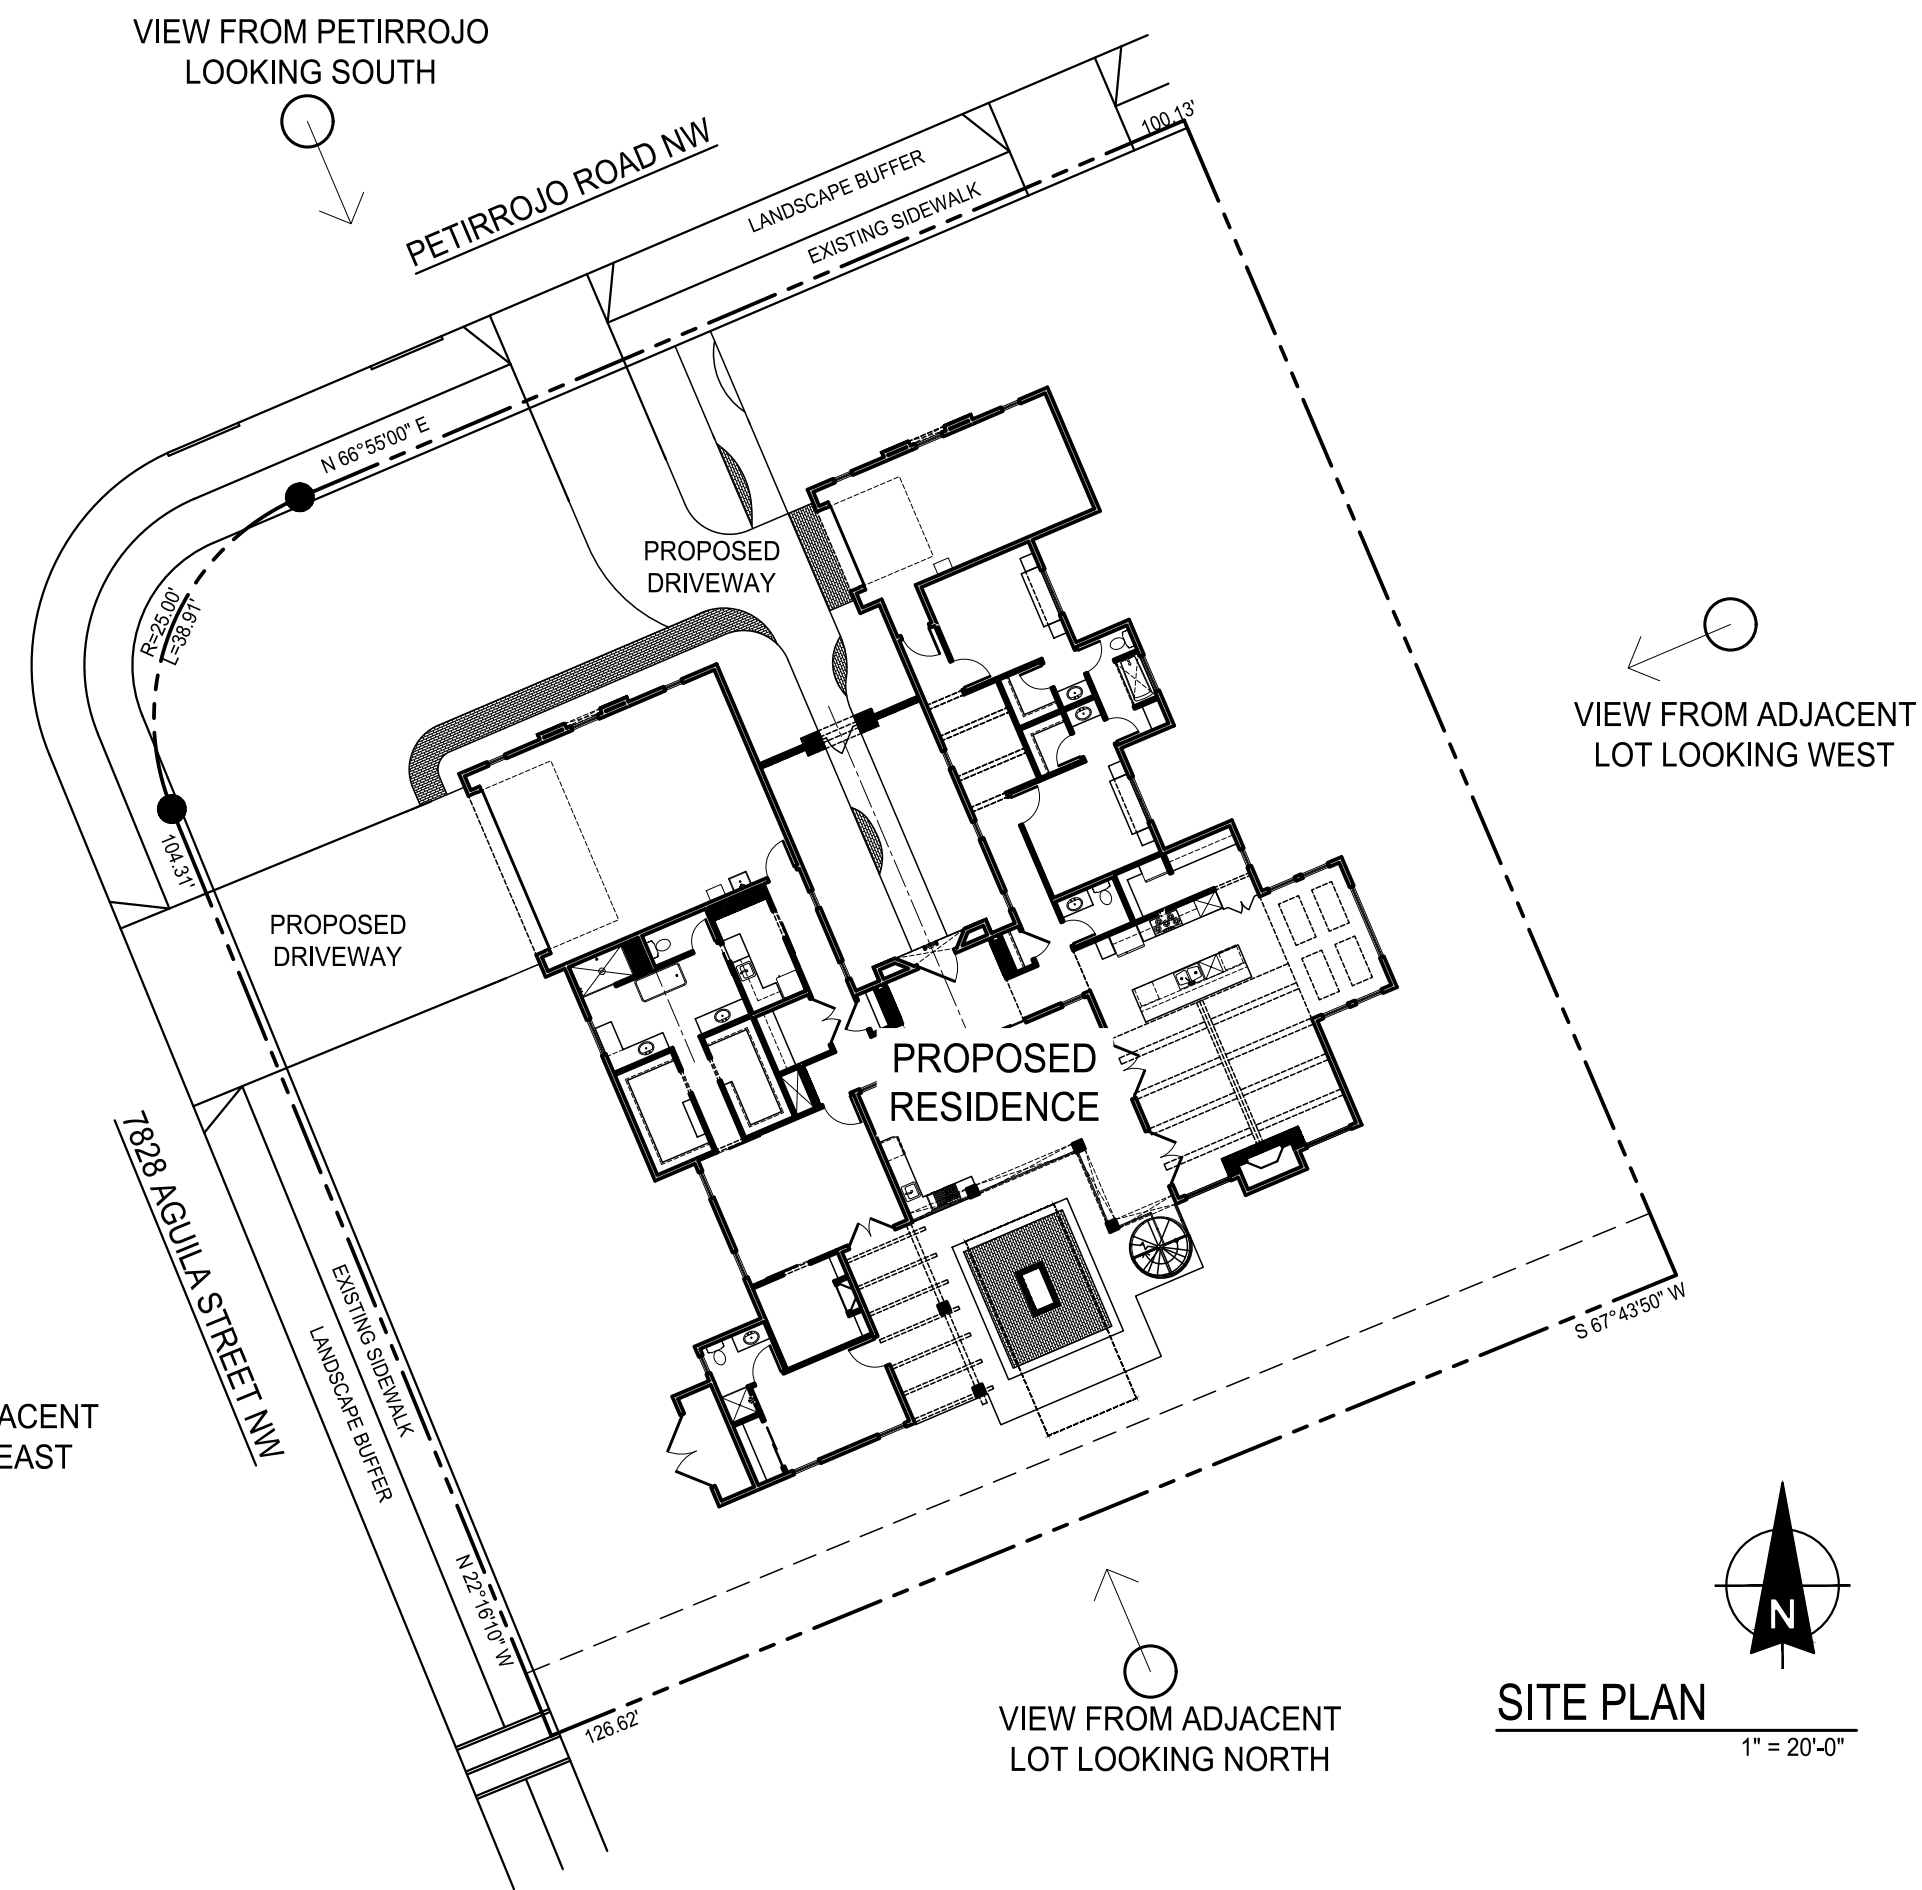 VIEW FROM PETIRROJO
LOOKING SOUTH
PETIRROJO ROAD NW
100.13'
LANDSCAPE BUFFER
EXISTING SIDEWALK
N 66°55'00" E
R=25.00'
L=38.91'
PROPOSED
DRIVEWAY
VIEW FROM ADJACENT
LOT LOOKING WEST
104.31'
PROPOSED
DRIVEWAY
PROPOSED
RESIDENCE
7828 AGUILA STREET NW
EXISTING SIDEWALK
LANDSCAPE BUFFER
S 67°43'50" W
ACENT
EAST
N 22°16'10" W
N
126.62'
VIEW FROM ADJACENT
LOT LOOKING NORTH
SITE PLAN
1" = 20'-0"